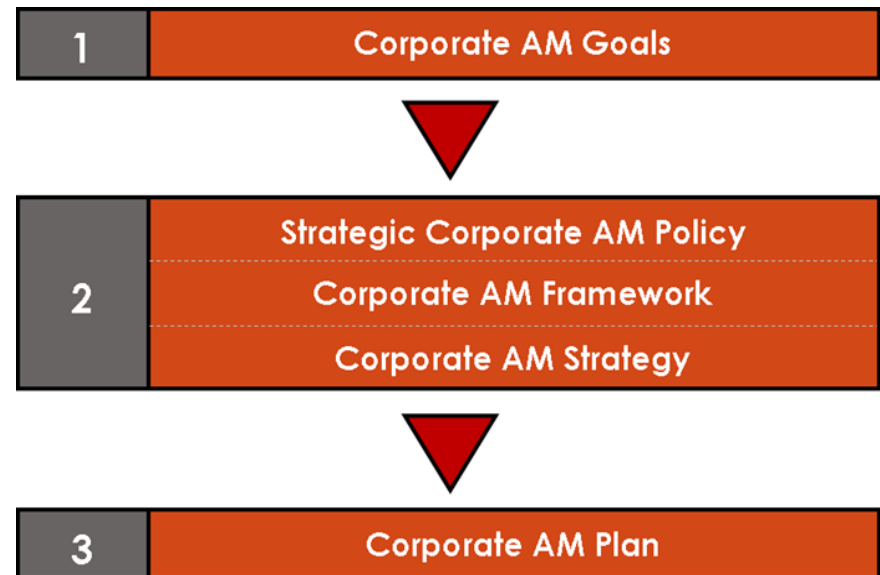 1
Corporate AM Goals
2
Strategic Corporate AM Policy
Corporate AM Framework
Corporate AM Strategy
3
Corporate AM Plan